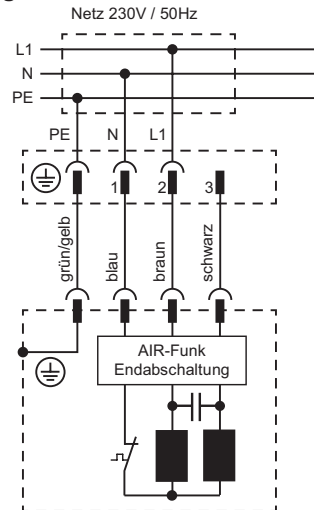 Netz 230V / 50Hz
L1
N
PE
PE N L1
1 2 3
grün/gelb
blau
braun
schwarz
AIR-Funk
Endabschaltung